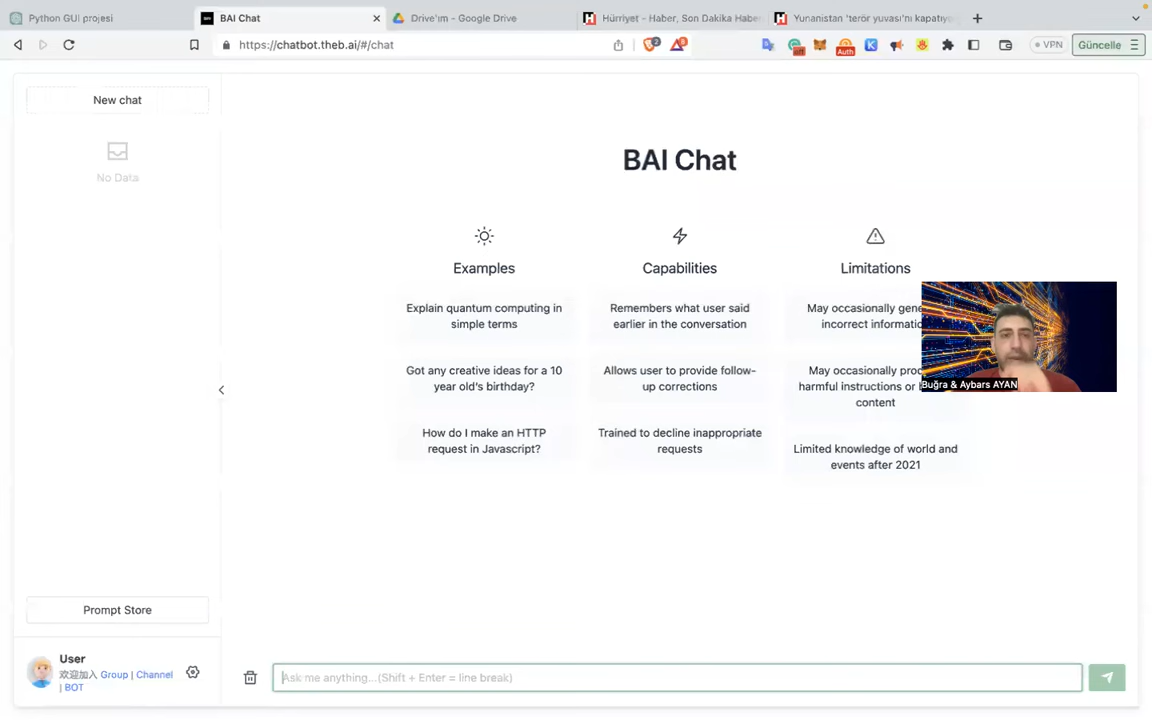 Python GUI projesi
BAI Chat
Drive'ım - Google Drive
Hürriyet - Haber, Son Dakika Haber
Yunanistan 'terör yuvası'nı kapatıyo
https://chatbot.theb.ai/#/chat
2
8
off
Auth
VPN
Güncelle
New chat
No Data
BAI Chat
Examples
Explain quantum computing in
simple terms
Got any creative ideas for a 10
year old's birthday?
How do I make an HTTP
request in Javascript?
Capabilities
Remembers what user said
earlier in the conversation
Allows user to provide follow-
up corrections
Trained to decline inappropriate
requests
Limitations
May occasionally gene
incorrect informatio
May occasionally prod
harmful instructions or
content
Limited knowledge of world and
events after 2021
Buğra & Aybars AYAN
Prompt Store
User
欢迎加入 Group | Channel
| BOT
Ask me anything...(Shift + Enter = line break)